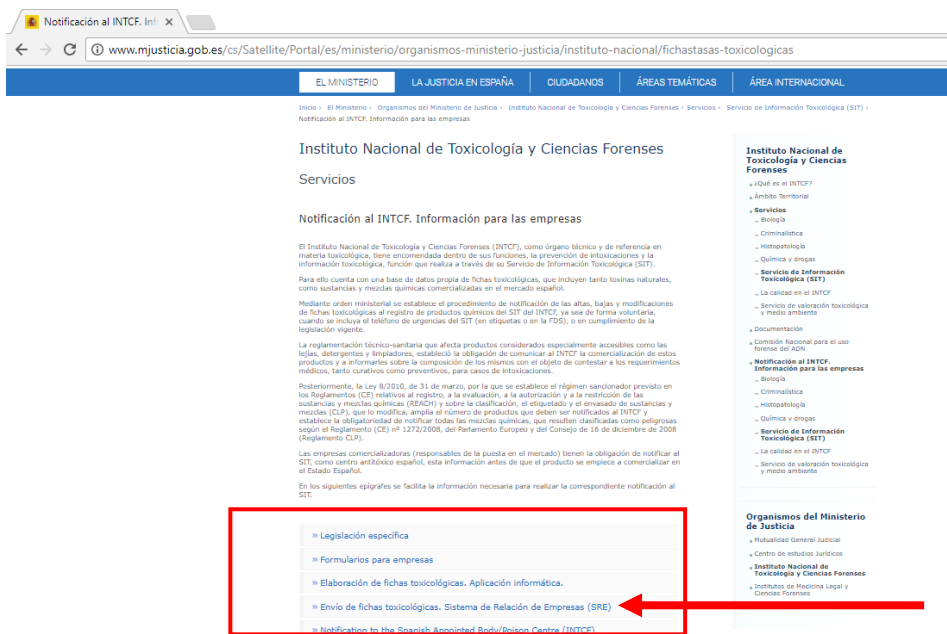 Notificación al INTCF. Inf
www.mjusticia.gob.es/cs/Satellite/Portal/es/ministerio/organismos-ministerio-justicia/instituto-nacional/fichastasas-toxicologicas
EL MINISTERIO LA JUSTICIA EN ESPAÑA CIUDADANOS ÁREAS TEMÁTICAS ÁREA INTERNACIONAL
Inicio › El Ministerio › Organismos del Ministerio de Justicia › Instituto Nacional de Toxicología y Ciencias Forenses › Servicios › Servicio de Información Toxicológica (SIT) ›
Notificación al INTCF. Información para las empresas
Instituto Nacional de Toxicología y Ciencias Forenses
Servicios
Notificación al INTCF. Información para las empresas
El Instituto Nacional de Toxicología y Ciencias Forenses (INTCF), como órgano técnico y de referencia en
materia toxicológica, tiene encomendada dentro de sus funciones, la prevención de intoxicaciones y la
información toxicológica, función que realiza a través de su Servicio de Información Toxicológica (SIT).
Para ello cuenta con una base de datos propia de fichas toxicológicas, que incluyen tanto toxinas naturales,
como sustancias y mezclas químicas comercializadas en el mercado español.
Mediante orden ministerial se establece el procedimiento de notificación de las altas, bajas y modificaciones
de fichas toxicológicas al registro de productos químicos del SIT del INTCF, ya sea de forma voluntaria,
cuando se incluya el teléfono de urgencias del SIT (en etiquetas o en la FDS), o en cumplimiento de la
legislación vigente.
La reglamentación técnico-sanitaria que afecta productos considerados especialmente accesibles como las
lejías, detergentes y limpiadores, estableció la obligación de comunicar al INTCF la comercialización de estos
productos y a informarles sobre la composición de los mismos con el objeto de contestar a los requerimientos
médicos, tanto curativos como preventivos, para casos de intoxicaciones.
Posteriormente, la Ley 8/2010, de 31 de marzo, por la que se establece el régimen sancionador previsto en
los Reglamentos (CE) relativos al registro, a la evaluación, a la autorización y a la restricción de las
sustancias y mezclas químicas (REACH) y sobre la clasificación, el etiquetado y el envasado de sustancias y
mezclas (CLP), que lo modifica, amplía el número de productos que deben ser notificados al INTCF y
establece la obligatoriedad de notificar todas las mezclas químicas, que resulten clasificadas como peligrosas
según el Reglamento (CE) nº 1272/2008, del Parlamento Europeo y del Consejo de 16 de diciembre de 2008
(Reglamento CLP).
Las empresas comercializadoras (responsables de la puesta en el mercado) tienen la obligación de notificar al
SIT, como centro antitóxico español, esta información antes de que el producto se empiece a comercializar en
el Estado Español.
En los siguientes epígrafes se facilita la información necesaria para realizar la correspondiente notificación al
SIT.
» Legislación específica
» Formularios para empresas
» Elaboración de fichas toxicológicas. Aplicación informática.
» Envío de fichas toxicológicas. Sistema de Relación de Empresas (SRE)
» Notification to the Spanish Appointed Body/Poison Centre (INTCF)
Instituto Nacional de
Toxicología y Ciencias
Forenses
¿Qué es el INTCF?
Ámbito Territorial
Servicios
Biología
Criminalística
Histopatología
Química y drogas
Servicio de Información
Toxicológica (SIT)
La calidad en el INTCF
Servicio de valoración toxicológica
y medio ambiente
Documentación
Comisión Nacional para el uso
forense del ADN
Notificación al INTCF.
Información para las empresas
Biología
Criminalística
Histopatología
Química y drogas
Servicio de Información
Toxicológica (SIT)
La calidad en el INTCF
Servicio de valoración toxicológica
y medio ambiente
Organismos del Ministerio
de Justicia
Mutualidad General Judicial
Centro de estudios Jurídicos
Instituto Nacional de
Toxicología y Ciencias Forenses
Institutos de Medicina Legal y
Ciencias Forenses